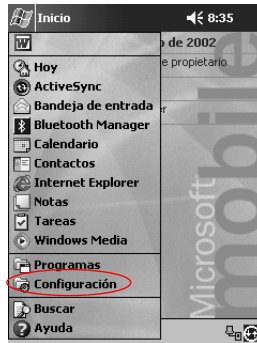 Inicio 8:35
o de 2002
Hoy
e propietario
ActiveSync
Bandeja de entrada
Bluetooth Manager
Calendario
Contactos
Internet Explorer
Notas
Tareas
Windows Media
Programas
Configuración
Buscar
Ayuda
Microsoft
mobile